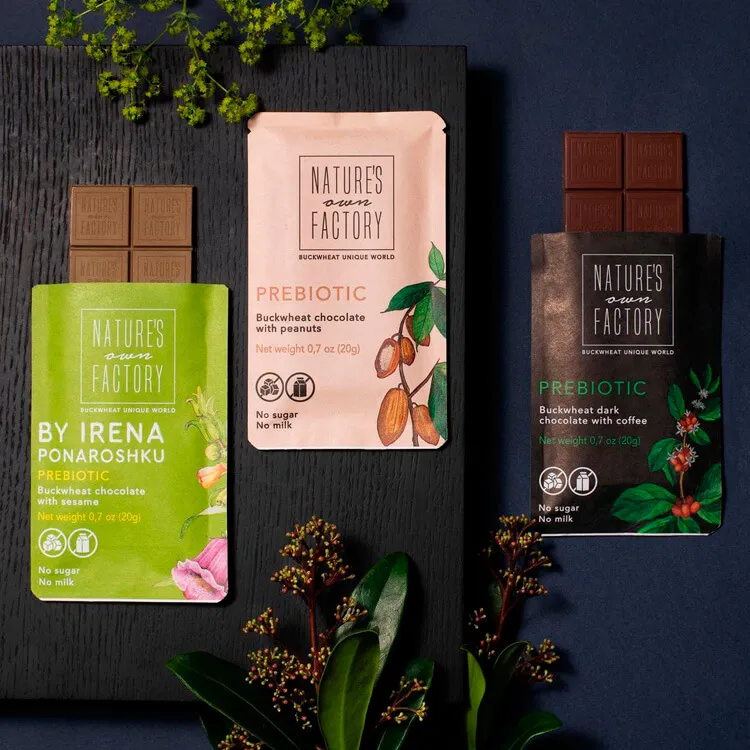 NATURE'S
own
FACTORY
BUCKWHEAT UNIQUE WORLD
BY IRENA
PONAROSHKU
PREBIOTIC
Buckwheat chocolate
with sesame
Net weight 0,7 oz (20g)
No sugar
No milk
NATURE'S
own
FACTORY
BUCKWHEAT UNIQUE WORLD
PREBIOTIC
Buckwheat chocolate
with peanuts
Net weight 0,7 oz (20g)
No sugar
No milk
NATURE'S
own
FACTORY
BUCKWHEAT UNIQUE WORLD
PREBIOTIC
Buckwheat dark
chocolate with coffee
Net weight 0,7 oz (20g)
No sugar
No milk